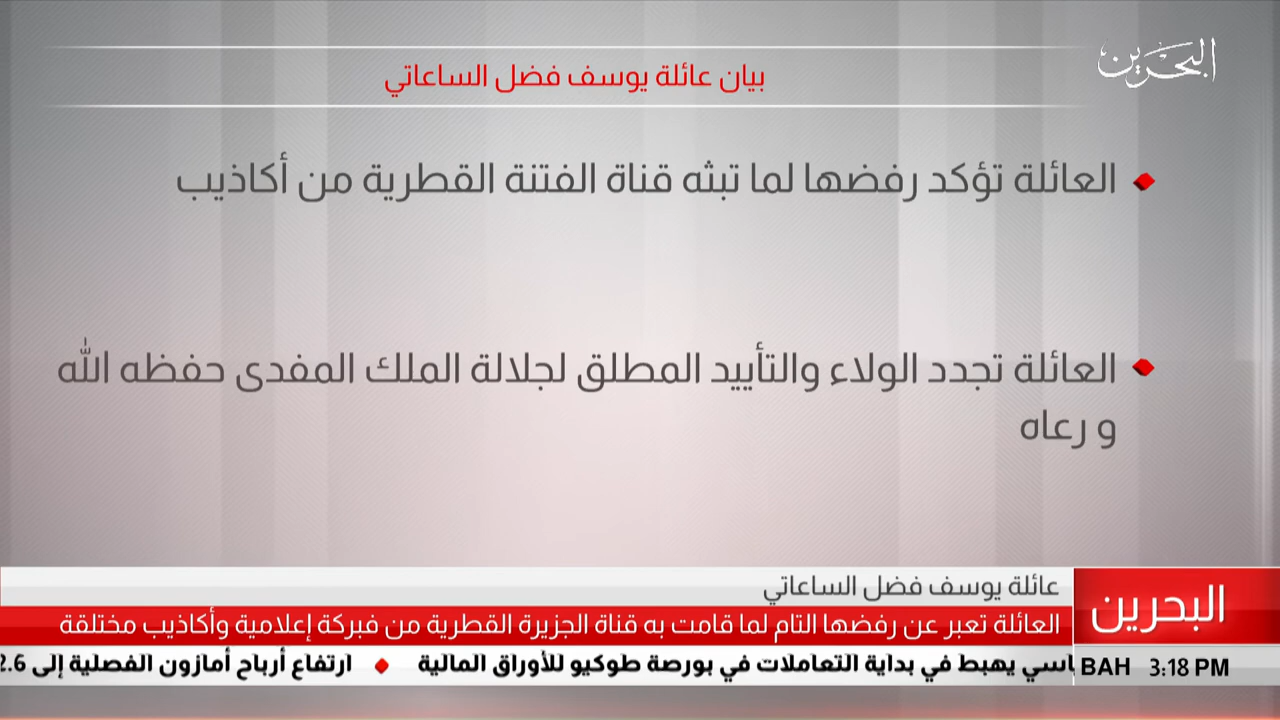 البحرين
بيان عائلة يوسف فضل الساعاتي
العائلة تؤكد رفضها لما تبثه قناة الفتنة القطرية من أكاذيب
العائلة تجدد الولاء والتأييد المطلق لجلالة الملك المفدى حفظه الله
و رعاه
عائلة يوسف فضل الساعاتي
البحرين
العائلة تعبر عن رفضها التام لما قامت به قناة الجزيرة القطرية من فبركة إعلامية وأكاذيب مختلقة
BAH 3:18 PM
يهبط في بداية التعاملات في بورصة طوكيو للأوراق المالية ♦ ارتفاع أرباح أمازون الفصلية إلى 2.6